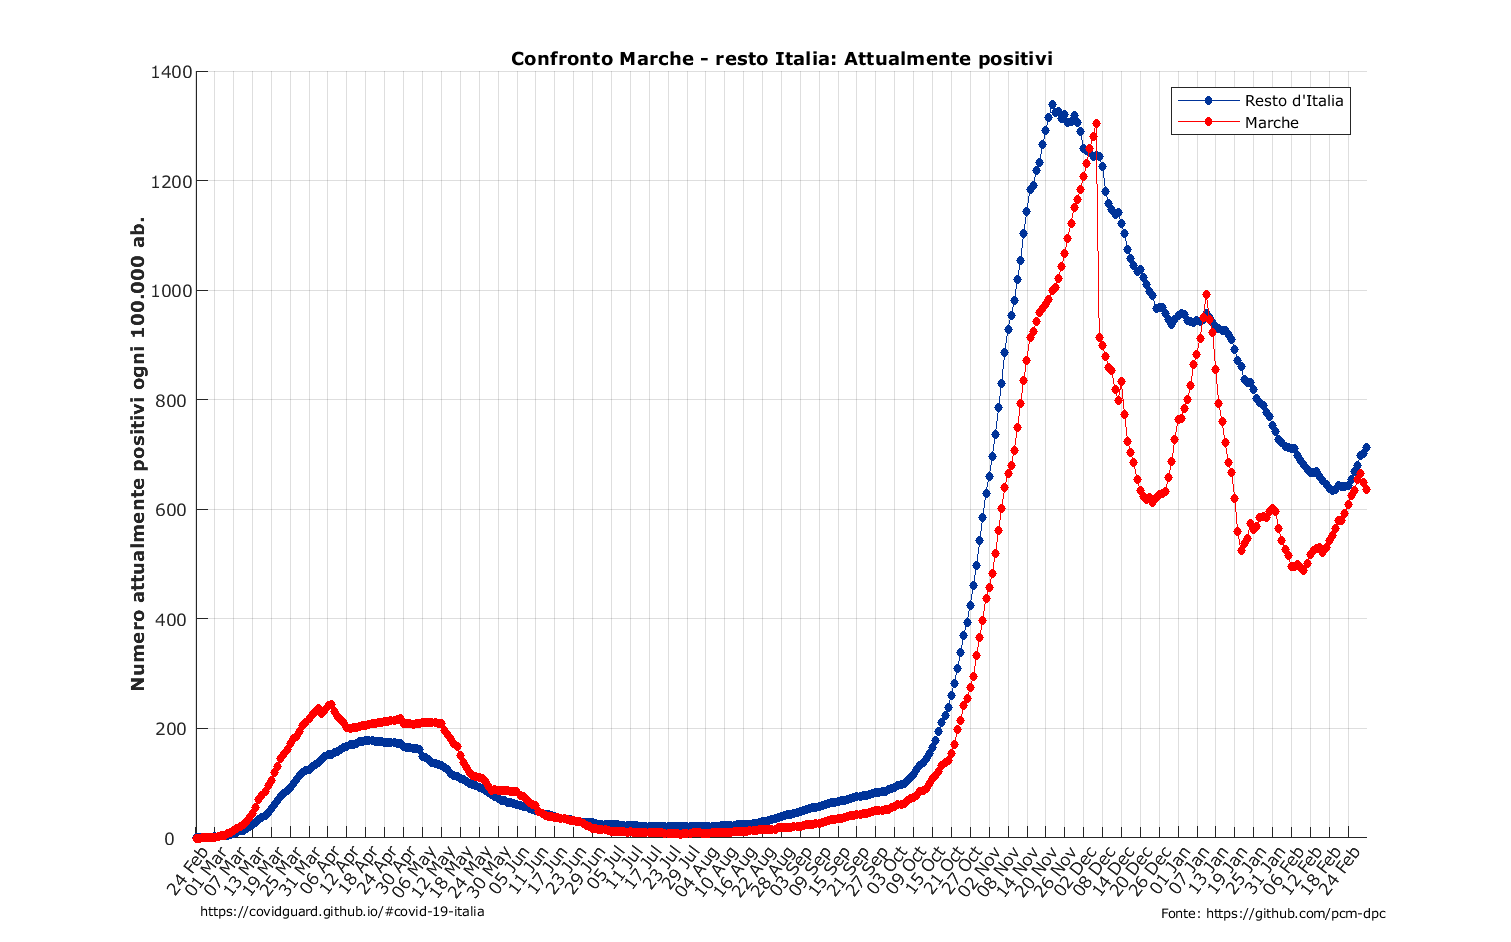 Confronto Marche - resto Italia: Attualmente positivi
Numero attualmente positivi ogni 100.000 ab.
1400
1200
1000
800
600
400
200
0
Resto d'Italia
Marche
24 Feb
01 Mar
07 Mar
13 Mar
19 Mar
25 Mar
31 Mar
06 Apr
12 Apr
18 Apr
24 Apr
30 Apr
06 May
12 May
18 May
24 May
30 May
05 Jun
11 Jun
17 Jun
23 Jun
29 Jun
05 Jul
11 Jul
17 Jul
23 Jul
29 Jul
04 Aug
10 Aug
16 Aug
22 Aug
28 Aug
03 Sep
09 Sep
15 Sep
21 Sep
27 Sep
03 Oct
09 Oct
15 Oct
21 Oct
27 Oct
02 Nov
08 Nov
14 Nov
20 Nov
26 Nov
02 Dec
08 Dec
14 Dec
20 Dec
26 Dec
01 Jan
07 Jan
13 Jan
19 Jan
25 Jan
31 Jan
06 Feb
12 Feb
18 Feb
24 Feb
https://covidguard.github.io/#covid-19-italia
Fonte: https://github.com/pcm-dpc